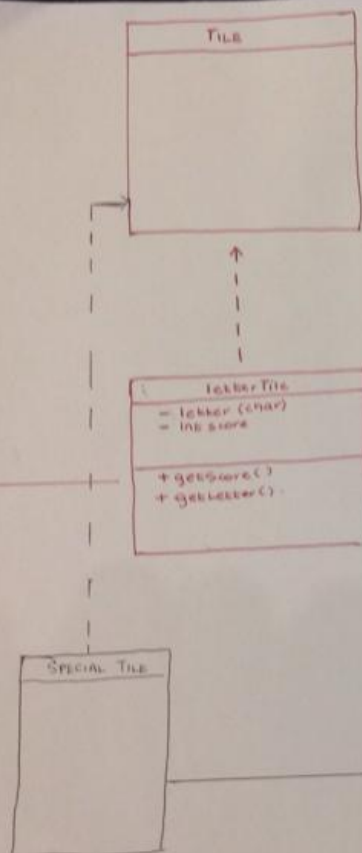 TILE
letterTile
- letter (char)
- int score
+ getScore()
+ getLetter()
SPECIAL TILE